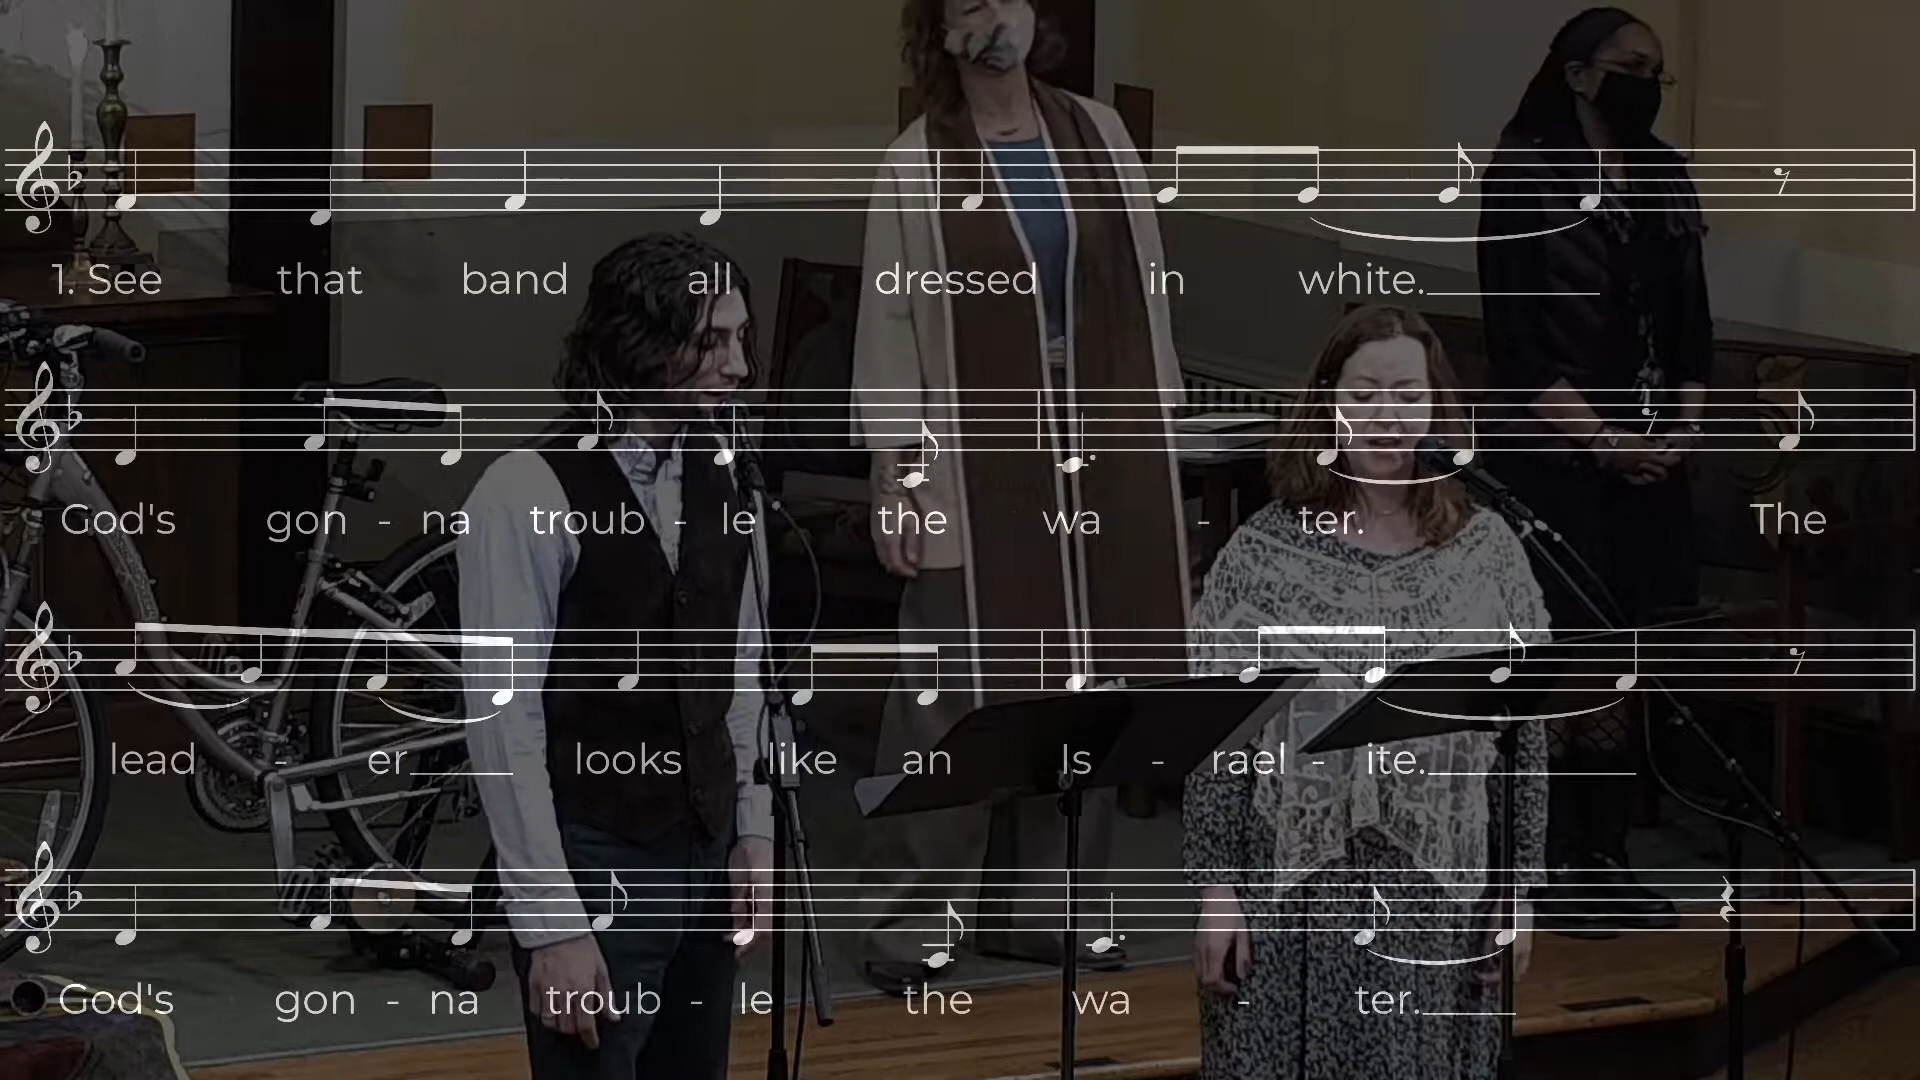 1. See that band all dressed in white.
God's gon - na troub - le the wa - ter. The
lead - er looks like an Is - rael - ite.
God's gon - na troub - le the wa - ter.